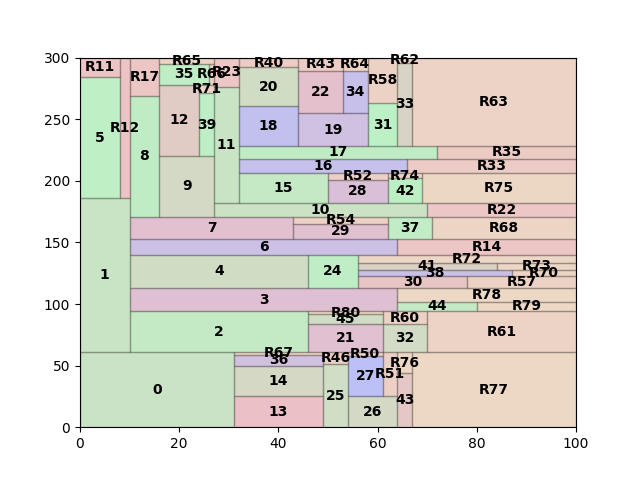 300
250
200
150
100
50
0
0 20 40 60 80 100
R11 R65 R40 R43 R64 R62
R17 35 R66 R23 R58
5 R71 20 22 34 33 R63
R12 12 39 18 19 31
8 11 17 R35
9 16 R33
15 R52 28 R74 42 R75
10 R22
7 R54 29 37 R68
1 6 R14
4 24 41 R72 R73
38 R70
30 R57
3 R78
44 R79
2 R80 45 R60
21 32 R61
0 R67 36 R46 R50 R76
14 27 R51 R77
13 25 26 43